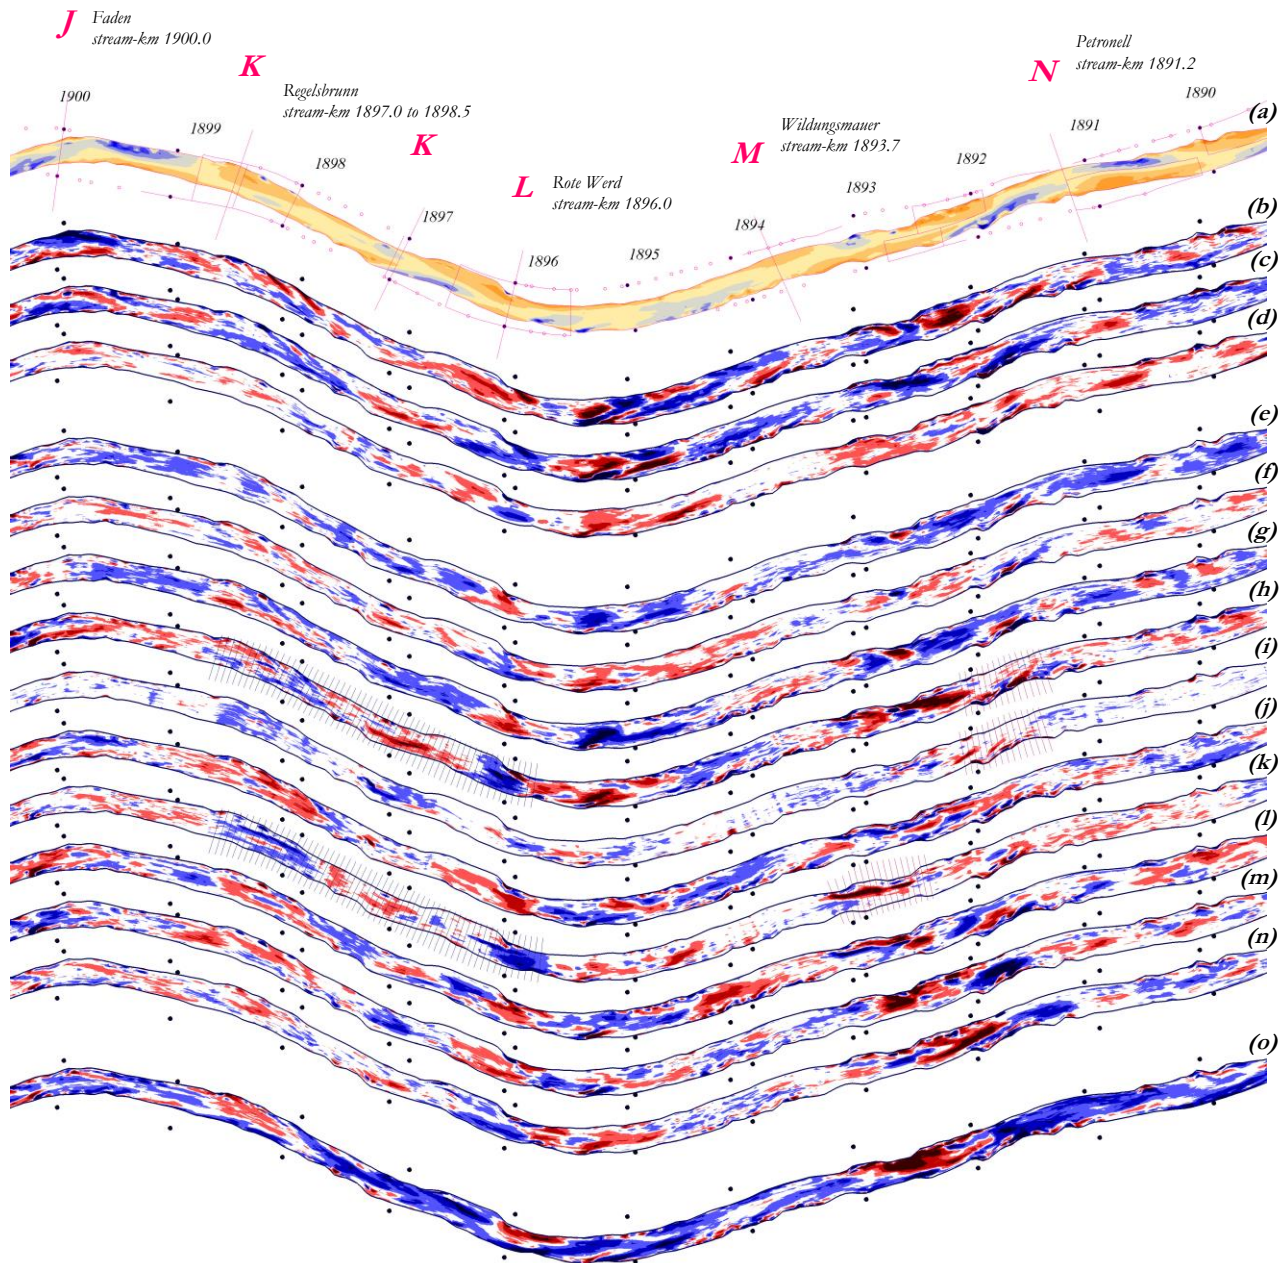 J Faden
stream-km 1900.0
K
Regelsbrunn
stream-km 1897.0 to 1898.5
K
L Rote Werd
stream-km 1896.0
M Wildungsmauer
stream-km 1893.7
N Petronell
stream-km 1891.2
1900
1899
1898
1897
1896
1895
1894
1893
1892
1891
1890
(a)
(b)
(c)
(d)
(e)
(f)
(g)
(h)
(i)
(j)
(k)
(l)
(m)
(n)
(o)